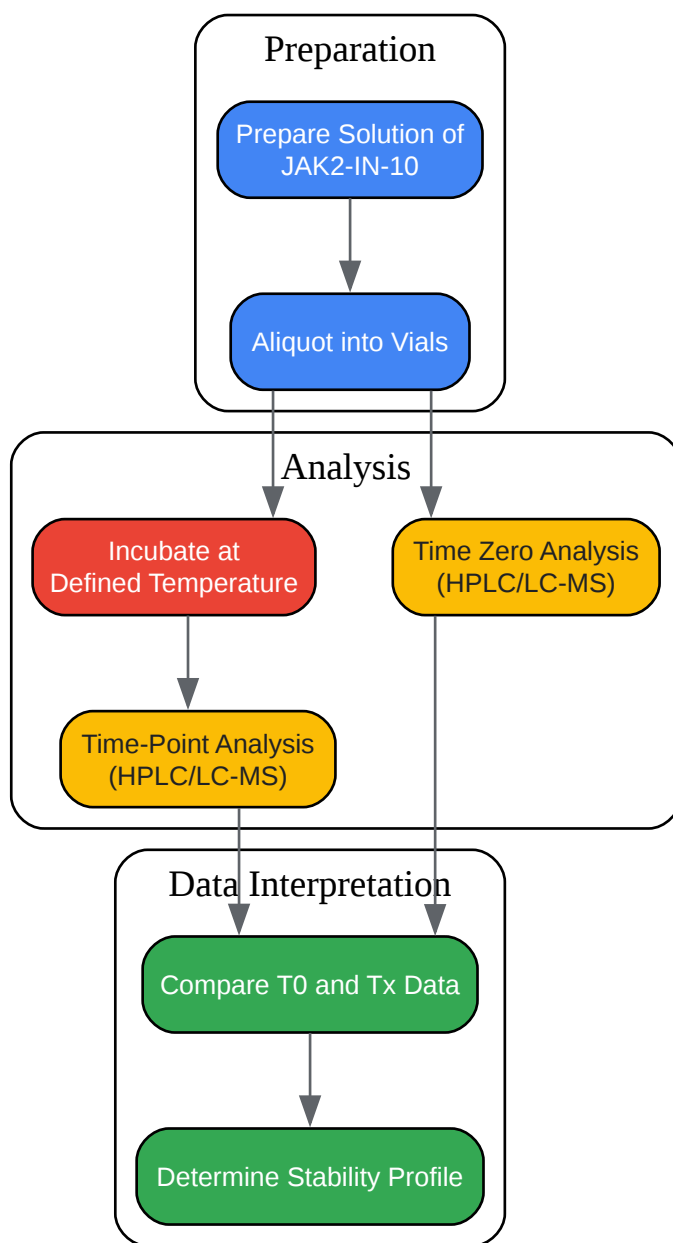 Preparation
Prepare Solution of
JAK2-IN-10
Aliquot into Vials
Analysis
Incubate at
Defined Temperature
Time Zero Analysis
(HPLC/LC-MS)
Time-Point Analysis
(HPLC/LC-MS)
Data Interpretation
Compare T0 and Tx Data
Determine Stability Profile